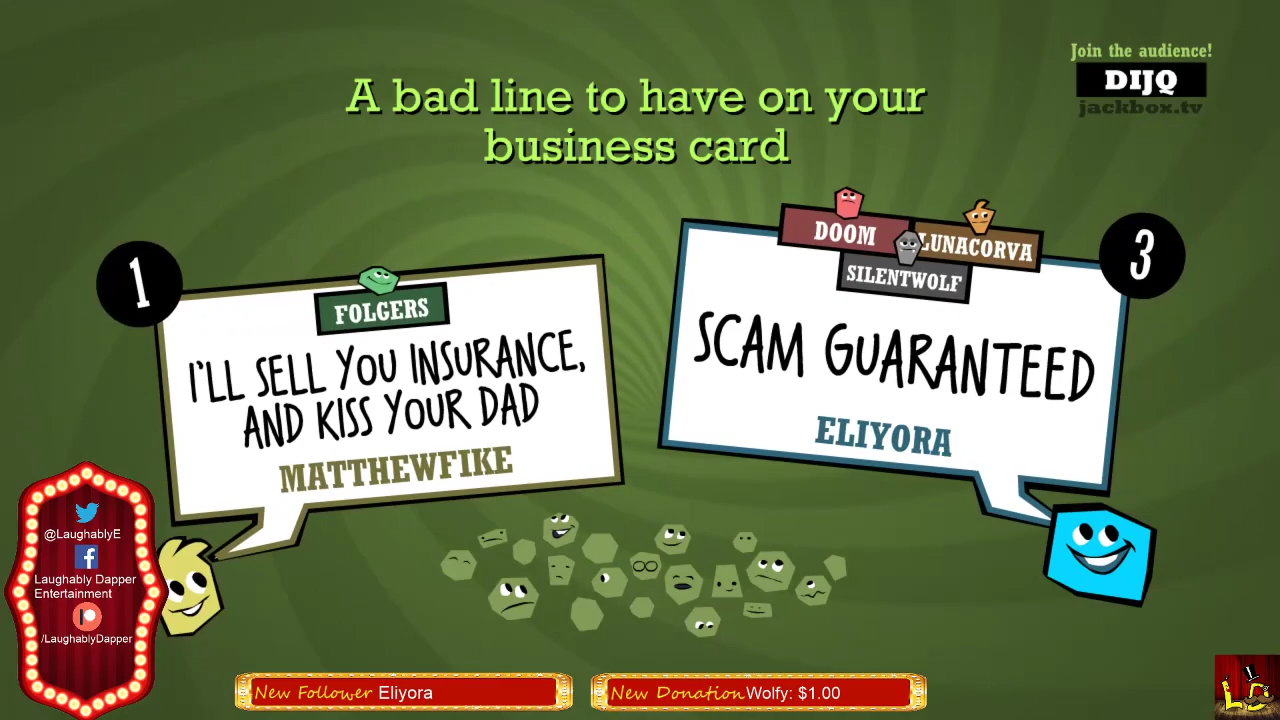 Join the audience!
DIJQ
jackbox.tv
A bad line to have on your
business card
1
FOLGERS
I'LL SELL YOU INSURANCE,
AND KISS YOUR DAD
MATTHEWFIKE
DOOM
LUNACORVA
SILENTWOLF
3
SCAM GUARANTEED
ELIYORA
@LaughablyE
Laughably Dapper
Entertainment
/LaughablyDapper
New Follower Eliyora
New Donation Wolfy: $1.00
LD